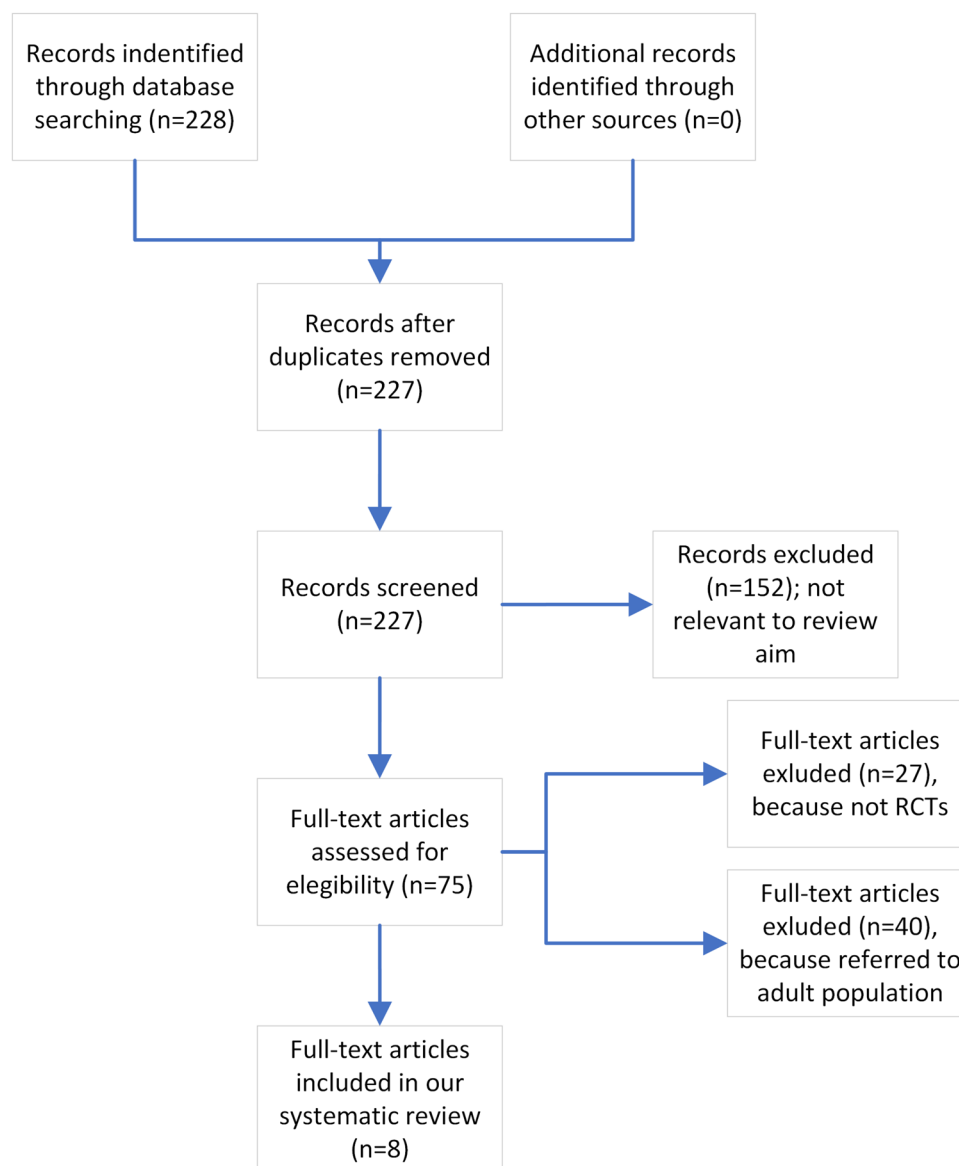 Records indentified
through database
searching (n=228)
Additional records
identified through
other sources (n=0)
Records after
duplicates removed
(n=227)
Records screened
(n=227)
Records excluded
(n=152); not
relevant to review
aim
Full-text articles
exluded (n=27),
because not RCTs
Full-text articles
assessed for
elegibility (n=75)
Full-text articles
exluded (n=40),
because referred to
adult population
Full-text articles
included in our
systematic review
(n=8)